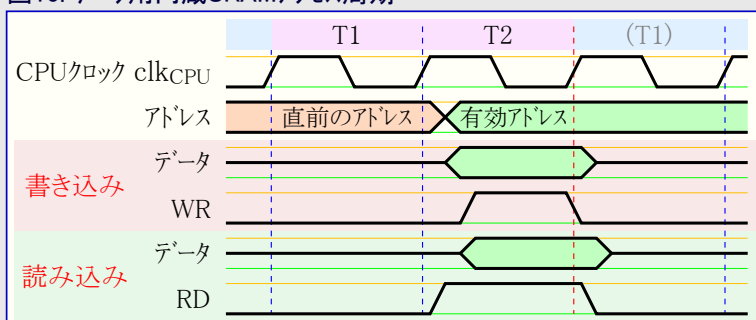 T1 T2 (T1)
CPUクロック clkCPU
アドレス 直前のアドレス 有効アドレス
書き込み
データ
WR
読み込み
データ
RD